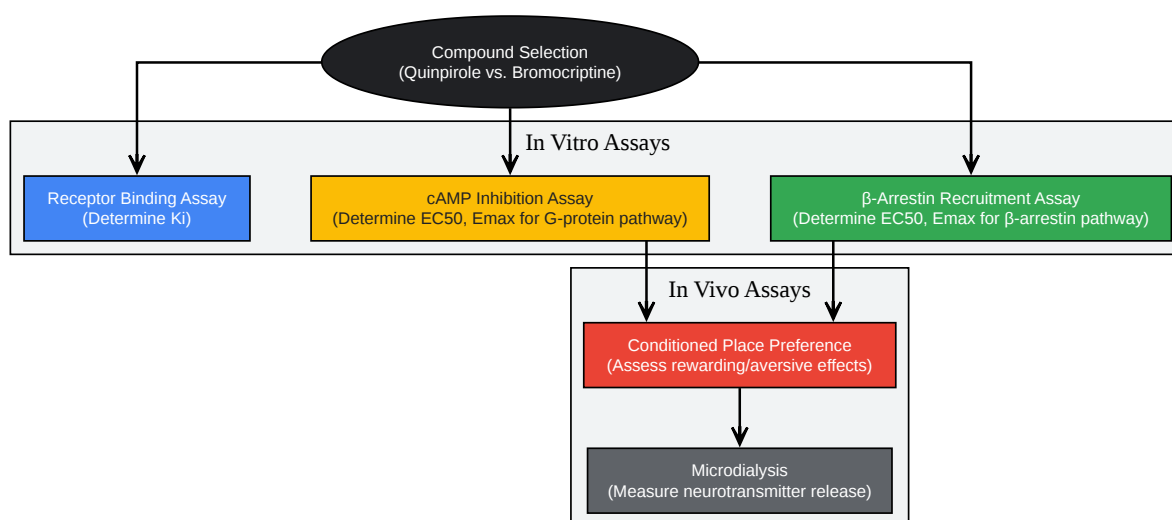 Compound Selection
(Quinpirole vs. Bromocriptine)
In Vitro Assays
Receptor Binding Assay
(Determine Ki)
cAMP Inhibition Assay
(Determine EC50, Emax for G-protein pathway)
β-Arrestin Recruitment Assay
(Determine EC50, Emax for β-arrestin pathway)
In Vivo Assays
Conditioned Place Preference
(Assess rewarding/aversive effects)
Microdialysis
(Measure neurotransmitter release)